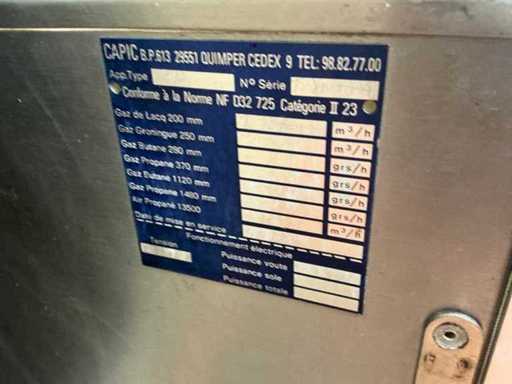 CAPIC B.P.613 29551 QUIMPER CEDEX 9 TEL: 98.82.77.00
App.Type N° Série
Conforme à la Norme NF D32 725 Catégorie II 23
Gaz de Lacq 200 mm m³/h
Gaz Groningue 250 mm m³/h
Gaz Butane 280 mm grs/h
Gaz Propane 370 mm grs/h
Gaz Butane 1120 mm grs/h
Gaz Propane 1480 mm grs/h
Air Propané 13500 m³/h
Date de mise en service
Fonctionnement électrique
Tension Puissance voute
Puissance sole
Puissance totale